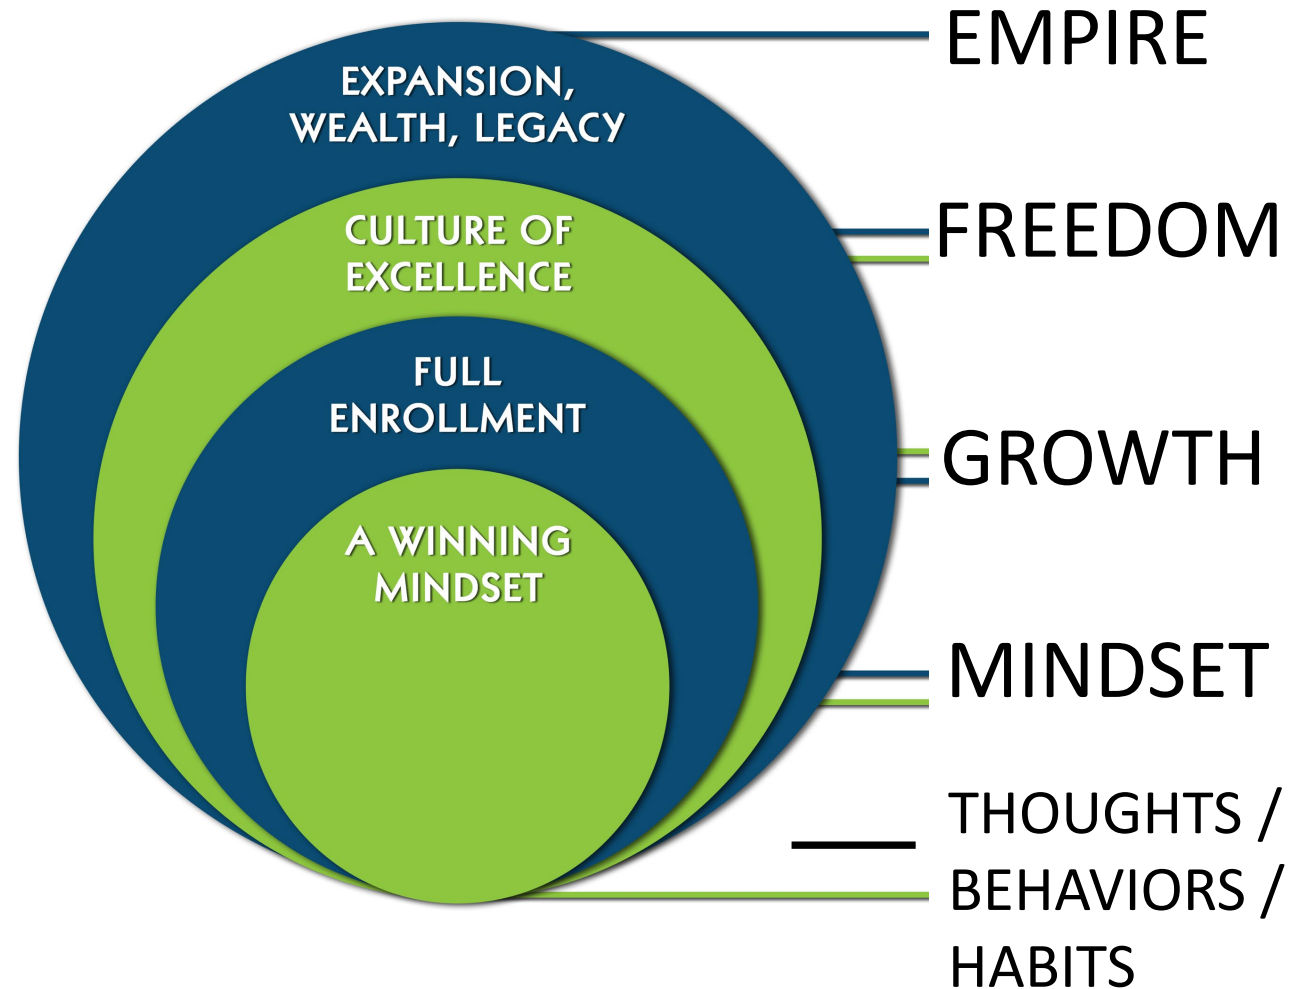 EXPANSION,
WEALTH, LEGACY
CULTURE OF
EXCELLENCE
FULL
ENROLLMENT
A WINNING
MINDSET
EMPIRE
FREEDOM
GROWTH
MINDSET
THOUGHTS /
BEHAVIORS /
HABITS